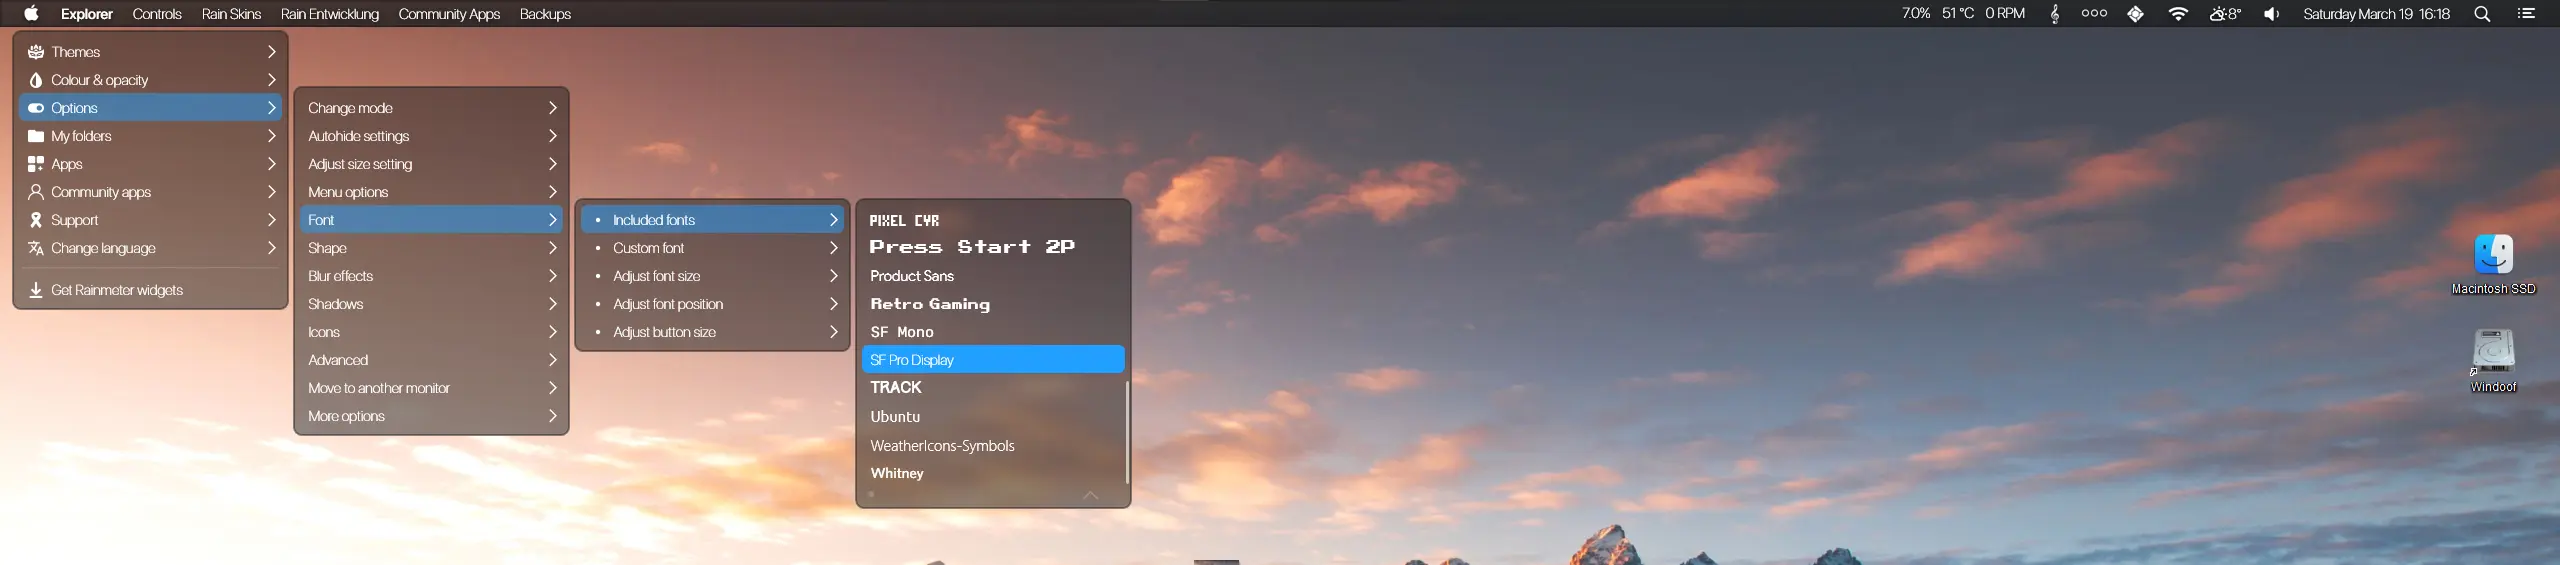 Explorer Controls Rain Skins Rain Entwicklung Community Apps Backups 7.0% 51 °C 0 RPM 8° Saturday March 19 16:18
Themes
Colour & opacity
Options
My folders
Apps
Community apps
Support
Change language
Get Rainmeter widgets
Change mode
Autohide settings
Adjust size setting
Menu options
Font
Shape
Blur effects
Shadows
Icons
Advanced
Move to another monitor
More options
• Included fonts
• Custom font
• Adjust font size
• Adjust font position
• Adjust button size
PIXEL CYR
Press Start 2P
Product Sans
Retro Gaming
SF Mono
SF Pro Display
TRACK
Ubuntu
WeatherIcons-Symbols
Whitney
Macintosh SSD
Windoof